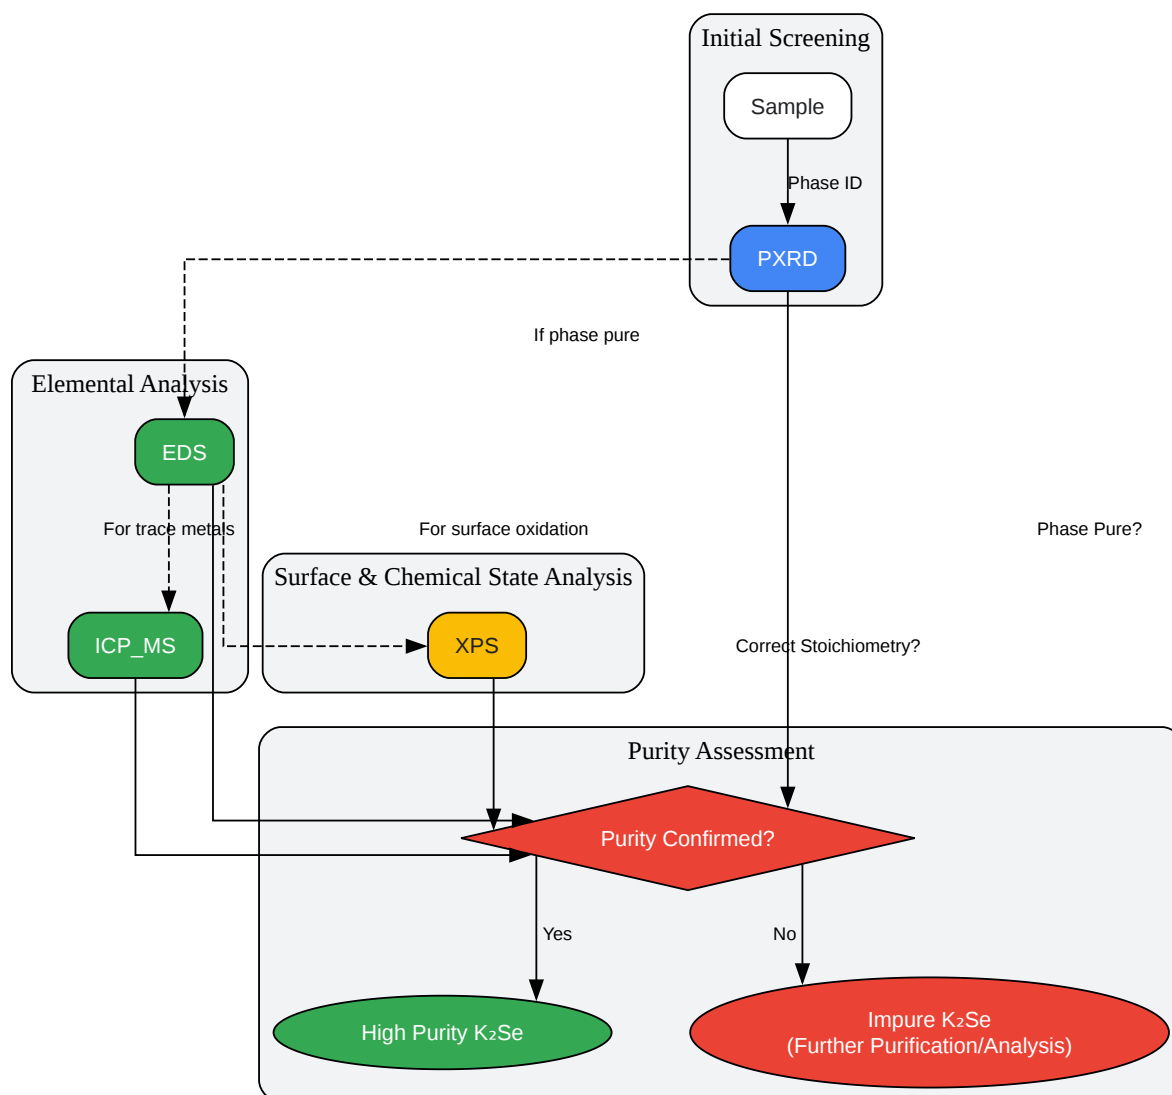 Initial Screening
Sample
Phase ID
PXRD
If phase pure
Elemental Analysis
EDS
For trace metals
For surface oxidation
Phase Pure?
Surface & Chemical State Analysis
ICP_MS
XPS
Correct Stoichiometry?
Purity Assessment
Purity Confirmed?
Yes
No
High Purity K₂Se
Impure K₂Se
(Further Purification/Analysis)